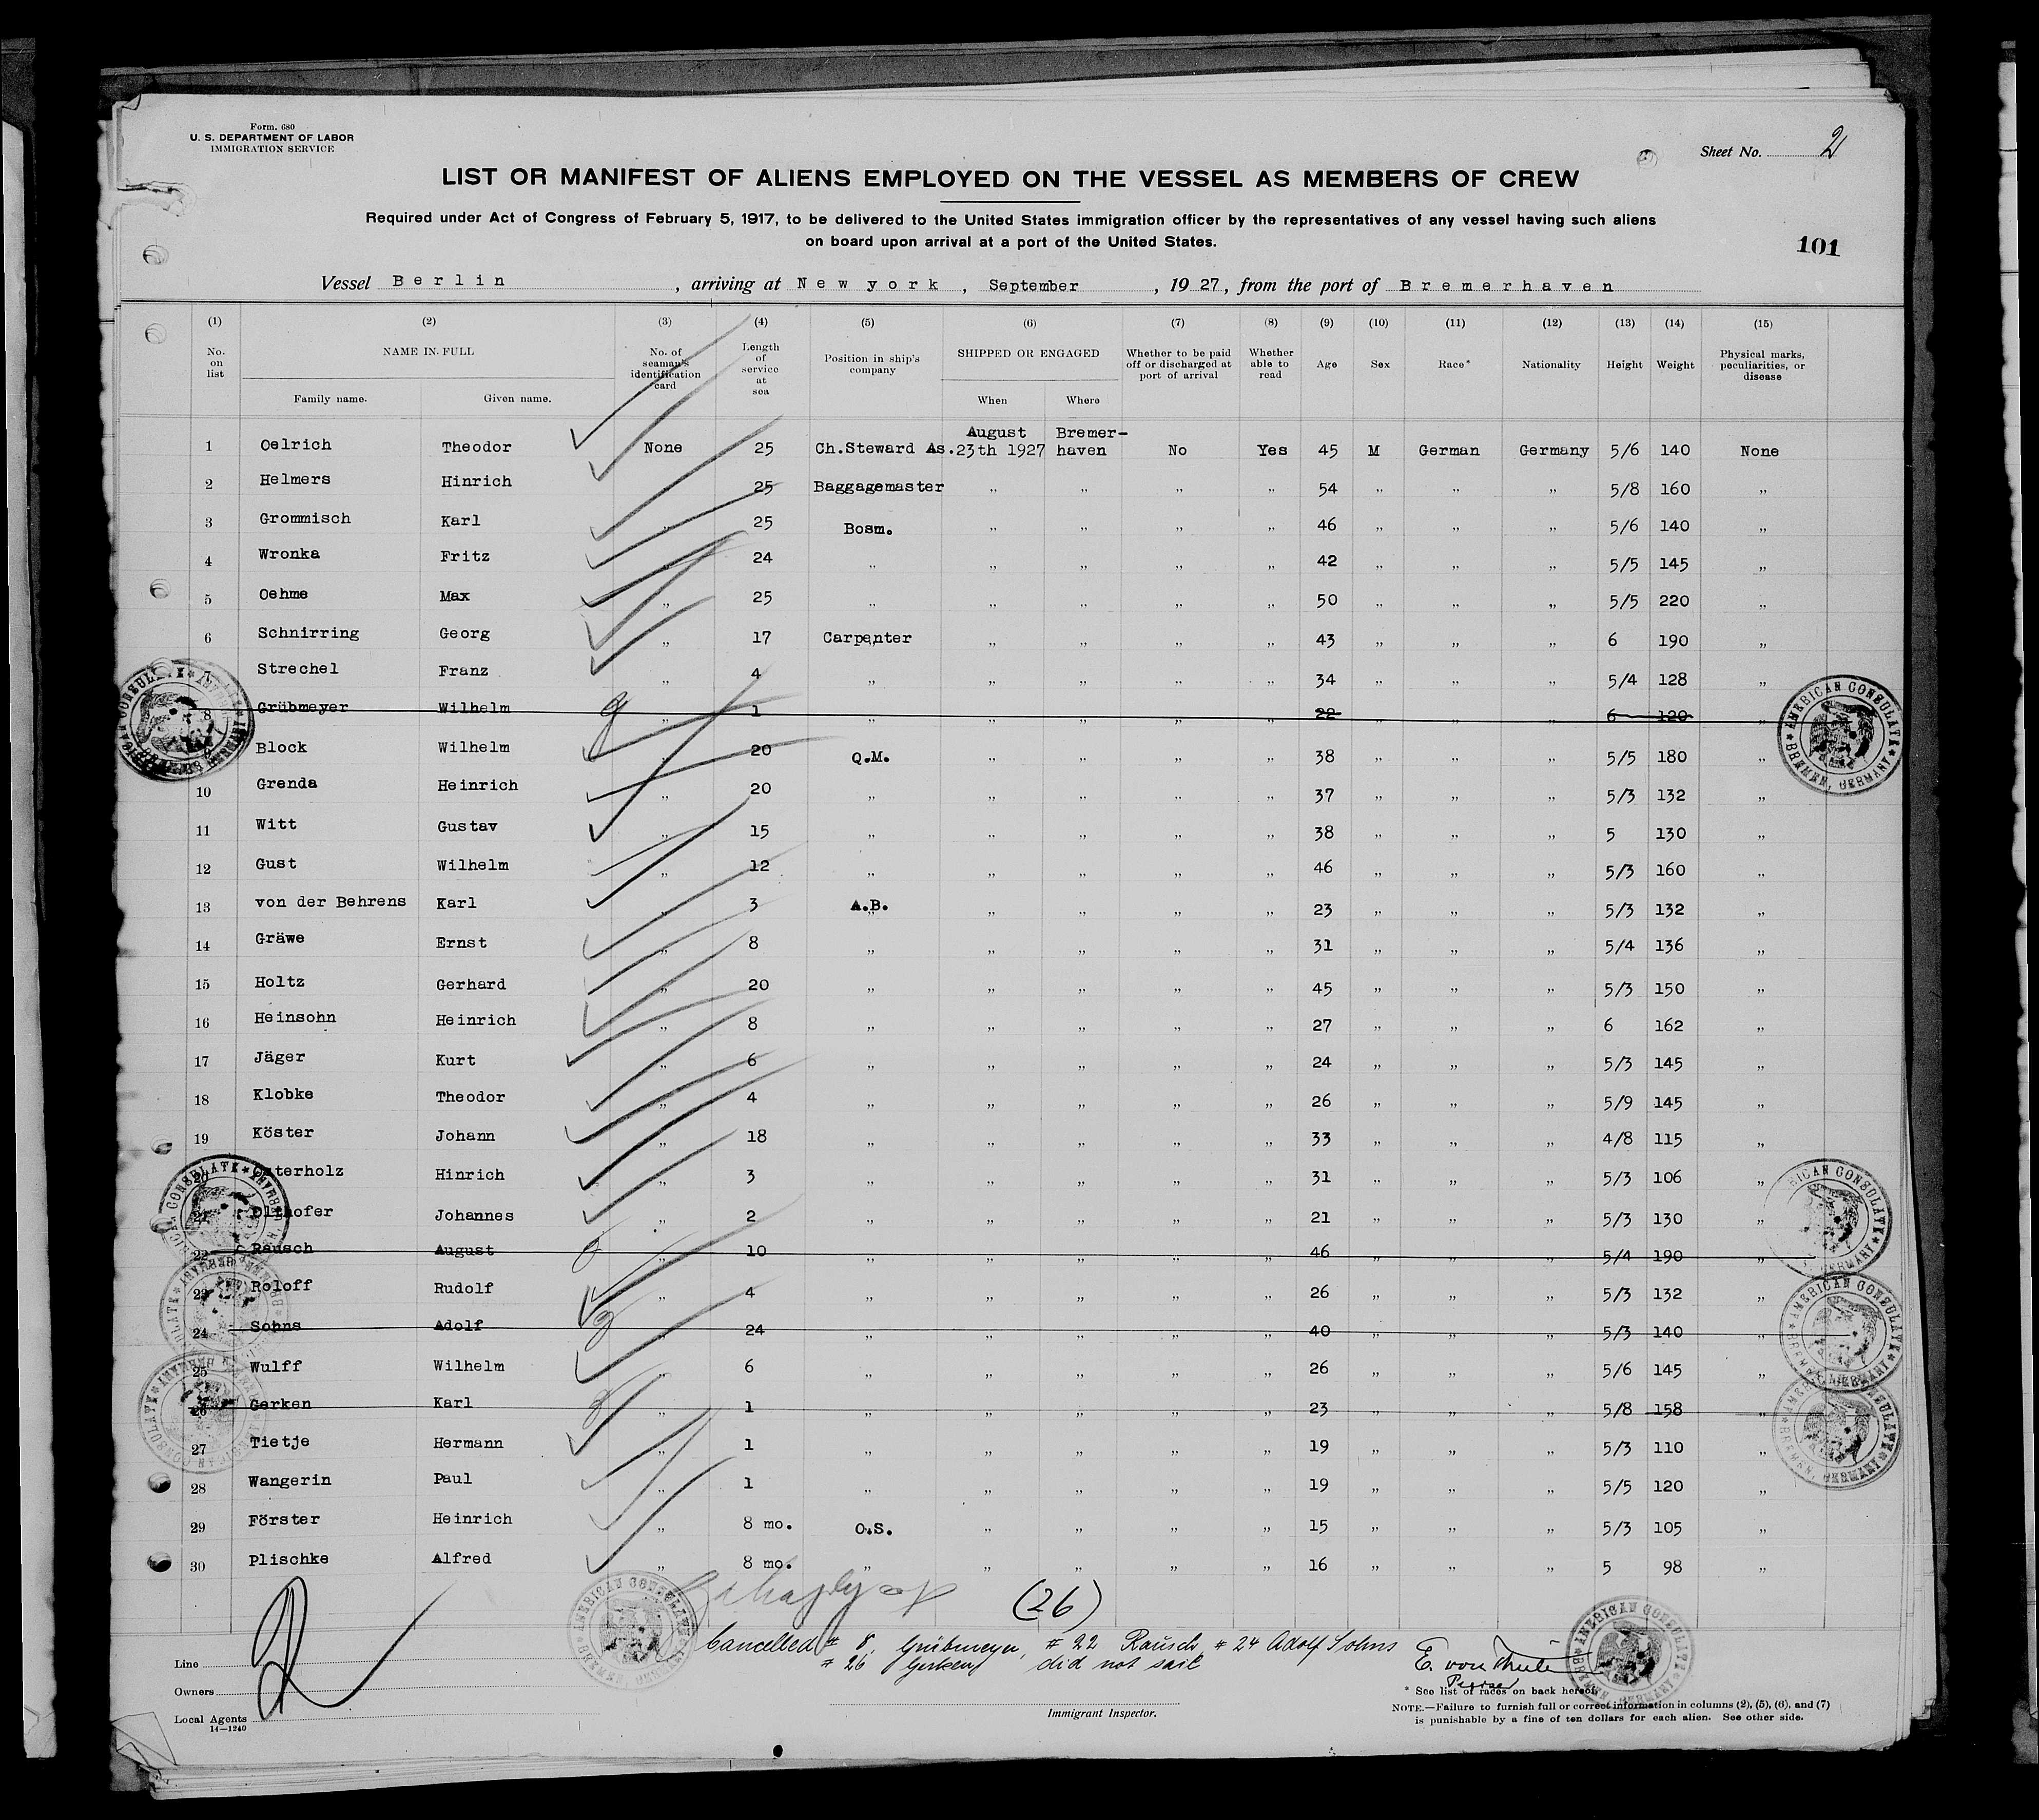 Form. 680
U. S. DEPARTMENT OF LABOR
IMMIGRATION SERVICE
Sheet No. 2
LIST OR MANIFEST OF ALIENS EMPLOYED ON THE VESSEL AS MEMBERS OF CREW
Required under Act of Congress of February 5, 1917, to be delivered to the United States immigration officer by the representatives of any vessel having such aliens
on board upon arrival at a port of the United States.
101
Vessel Berlin, arriving at New york, September, 1927, from the port of Bremerhaven
(1) (2) (3) (4) (5) (6) (7) (8) (9) (10) (11) (12) (13) (14) (15)
No. on list NAME IN FULL Family name. Given name. No. of seaman's identification card Length of service at sea Position in ship's company SHIPPED OR ENGAGED When Where Whether to be paid off or discharged at port of arrival Whether able to read Age Sex Race* Nationality Height Weight Physical marks, peculiarities, or disease
1 Oelrich Theodor None 25 Ch.Steward As. August 23th 1927 Bremer-haven No Yes 45 M German Germany 5/6 140 None
2 Helmers Hinrich 25 Baggagemaster „ „ „ „ 54 „ „ „ 5/8 160 „
3 Grommisch Karl „ 25 Bosm. „ „ „ „ 46 „ „ „ 5/6 140 „
4 Wronka Fritz „ 24 „ „ „ „ „ 42 „ „ „ 5/5 145 „
5 Oehme Max „ 25 „ „ „ „ „ 50 „ „ „ 5/5 220 „
6 Schnirring Georg „ 17 Carpenter „ „ „ „ 43 „ „ „ 6 190 „
7 Strechel Franz „ 4 „ „ „ „ „ 34 „ „ „ 5/4 128 „
8 Grübmeyer Wilhelm „ 1 „ „ „ „ „ 22 „ „ „ 6 120 „
Block Wilhelm „ 20 Q.M. „ „ „ „ 38 „ „ „ 5/5 180 „
10 Grenda Heinrich „ 20 „ „ „ „ „ 37 „ „ „ 5/3 132 „
11 Witt Gustav „ 15 „ „ „ „ „ 38 „ „ „ 5 130 „
12 Gust Wilhelm „ 12 „ „ „ „ „ 46 „ „ „ 5/3 160 „
13 von der Behrens Karl „ 3 A.B. „ „ „ „ 23 „ „ „ 5/3 132 „
14 Gräwe Ernst „ 8 „ „ „ „ „ 31 „ „ „ 5/4 136 „
15 Holtz Gerhard „ 20 „ „ „ „ „ 45 „ „ „ 5/3 150 „
16 Heinsohn Heinrich „ 8 „ „ „ „ „ 27 „ „ „ 6 162 „
17 Jäger Kurt „ 6 „ „ „ „ „ 24 „ „ „ 5/3 145 „
18 Klobke Theodor „ 4 „ „ „ „ „ 26 „ „ „ 5/9 145 „
19 Köster Johann „ 18 „ „ „ „ „ 33 „ „ „ 4/8 115 „
20 Osterholz Hinrich „ 3 „ „ „ „ „ 31 „ „ „ 5/3 106 „
21 Olthofer Johannes „ 2 „ „ „ „ „ 21 „ „ „ 5/3 130 „
22 Rausch August „ 10 „ „ „ „ „ 46 „ „ „ 5/4 190 „
23 Roloff Rudolf „ 4 „ „ „ „ „ 26 „ „ „ 5/3 132 „
24 Sohns Adolf „ 24 „ „ „ „ „ 40 „ „ „ 5/3 140 „
25 Wulff Wilhelm „ 6 „ „ „ „ „ 26 „ „ „ 5/6 145 „
26 Gerken Karl „ 1 „ „ „ „ „ 23 „ „ „ 5/8 158 „
27 Tietje Hermann „ 1 „ „ „ „ „ 19 „ „ „ 5/3 110 „
28 Wangerin Paul „ 1 „ „ „ „ „ 19 „ „ „ 5/5 120 „
29 Förster Heinrich „ 8 mo. O.S. „ „ „ „ 15 „ „ „ 5/3 105 „
30 Plischke Alfred „ 8 mo. „ „ „ „ „ 16 „ „ „ 5 98 „
(26)
Cancelled # 8, Grübmeyer, # 22 Rausch # 24 Adolf Sohns
# 26 Gerken did not sail
E. von Thule
Purser
AMERICAN CONSULATE
BREMEN, GERMANY
Line
Owners
Local Agents
14—1240
Immigrant Inspector.
* See list of races on back hereof.
NOTE.—Failure to furnish full or correct information in columns (2), (5), (6), and (7)
is punishable by a fine of ten dollars for each alien. See other side.